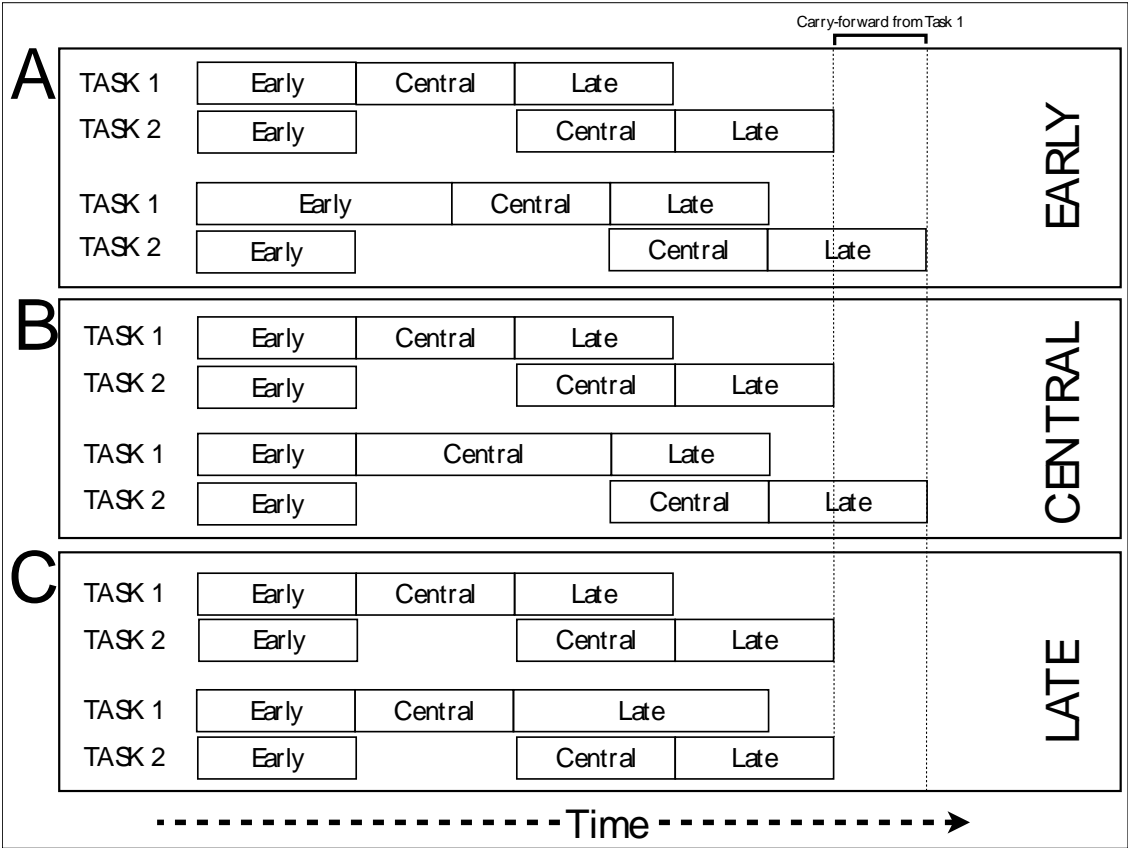 Carry-forward from Task 1
A
TASK 1 Early Central Late
TASK 2 Early Central Late
TASK 1 Early Central Late
TASK 2 Early Central Late
EARLY
B
TASK 1 Early Central Late
TASK 2 Early Central Late
TASK 1 Early Central Late
TASK 2 Early Central Late
CENTRAL
C
TASK 1 Early Central Late
TASK 2 Early Central Late
TASK 1 Early Central Late
TASK 2 Early Central Late
LATE
Time